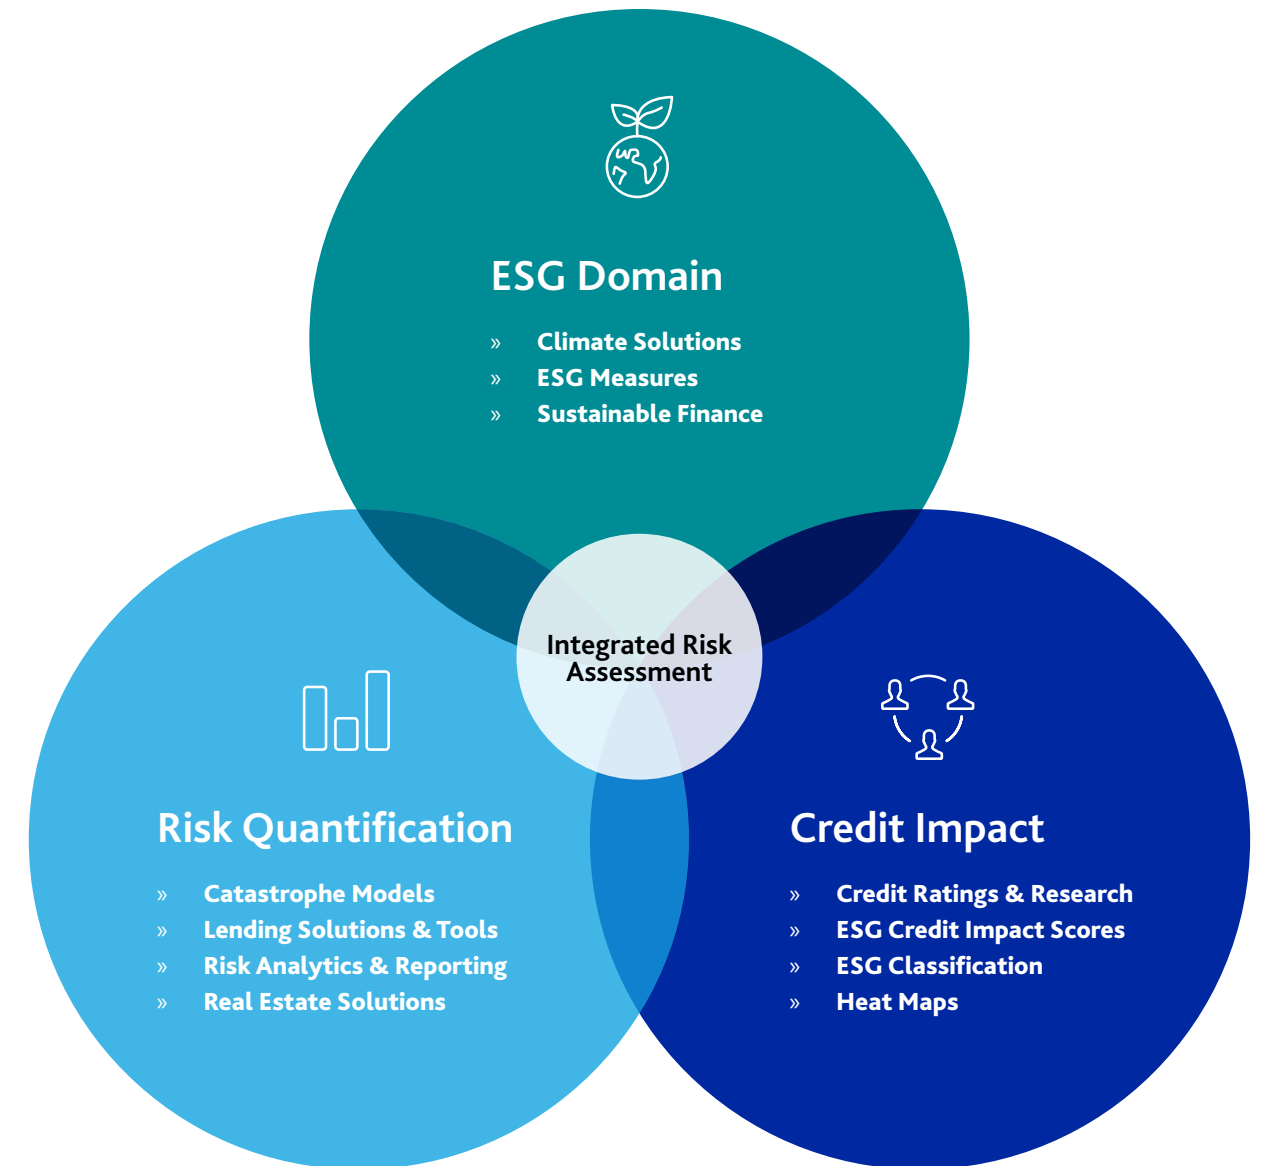 ESG Domain
» Climate Solutions
» ESG Measures
» Sustainable Finance
Integrated Risk
Assessment
Risk Quantification
» Catastrophe Models
» Lending Solutions & Tools
» Risk Analytics & Reporting
» Real Estate Solutions
Credit Impact
» Credit Ratings & Research
» ESG Credit Impact Scores
» ESG Classification
» Heat Maps